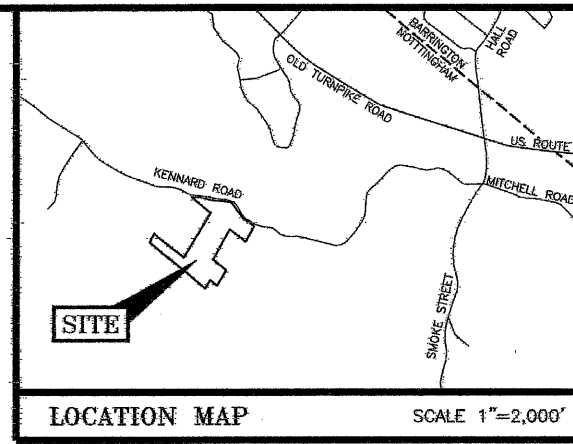 BARRINGTON
NOTTINGHAM
HALL
ROAD
OLD TURNPIKE ROAD
US ROUTE
KENNARD ROAD
MITCHELL ROAD
SITE
SMOKE STREET
LOCATION MAP
SCALE 1"=2,000'